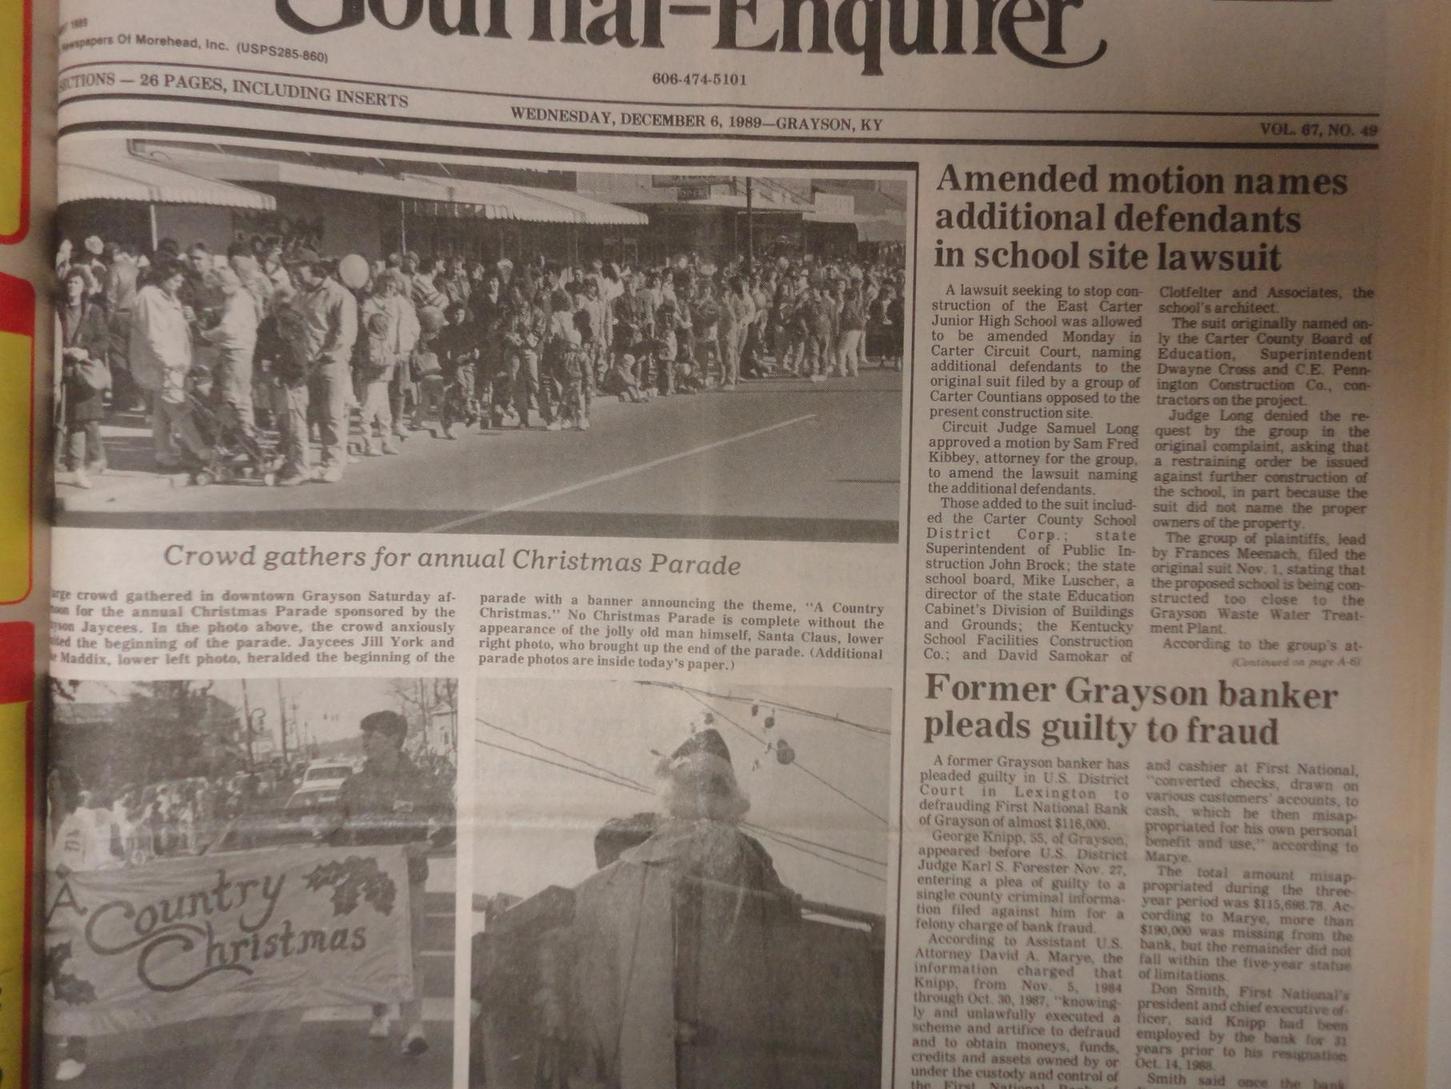 Journal-Enquirer
Newspapers Of Morehead, Inc. (USPS285-860)
606-474-5101
SECTIONS — 26 PAGES, INCLUDING INSERTS
WEDNESDAY, DECEMBER 6, 1989—GRAYSON, KY
VOL. 67, NO. 49
Crowd gathers for annual Christmas Parade
crowd gathered in downtown Grayson Saturday af-
for the annual Christmas Parade sponsored by the
Jaycees. In the photo above, the crowd anxiously
the beginning of the parade. Jaycees Jill York and
Maddix, lower left photo, heralded the beginning of the
parade with a banner announcing the theme, "A Country
Christmas." No Christmas Parade is complete without the
appearance of the jolly old man himself, Santa Claus, lower
right photo, who brought up the end of the parade. (Additional
parade photos are inside today's paper.)
A
Country
Christmas
Amended motion names
additional defendants
in school site lawsuit
A lawsuit seeking to stop con-
struction of the East Carter
Junior High School was allowed
to be amended Monday in
Carter Circuit Court, naming
additional defendants to the
original suit filed by a group of
Carter Countians opposed to the
present construction site.
Circuit Judge Samuel Long
approved a motion by Sam Fred
Kibbey, attorney for the group,
to amend the lawsuit naming
the additional defendants.
Those added to the suit includ-
ed the Carter County School
District Corp.; state
Superintendent of Public In-
struction John Brock; the state
school board, Mike Luscher, a
director of the state Education
Cabinet's Division of Buildings
and Grounds; the Kentucky
School Facilities Construction
Co.; and David Samokar of
Clotfelter and Associates, the
school's architect.
The suit originally named on-
ly the Carter County Board of
Education, Superintendent
Dwayne Cross and C.E. Penn-
ington Construction Co., con-
tractors on the project.
Judge Long denied the re-
quest by the group in the
original complaint, asking that
a restraining order be issued
against further construction of
the school, in part because the
suit did not name the proper
owners of the property.
The group of plaintiffs, lead
by Frances Meenach, filed the
original suit Nov. 1, stating that
the proposed school is being con-
structed too close to the
Grayson Waste Water Treat-
ment Plant.
According to the group's at-
(Continued on page A-6)
Former Grayson banker
pleads guilty to fraud
A former Grayson banker has
pleaded guilty in U.S. District
Court in Lexington to
defrauding First National Bank
of Grayson of almost $116,000.
George Knipp, 55, of Grayson,
appeared before U.S. District
Judge Karl S. Forester Nov. 27,
entering a plea of guilty to a
single county criminal informa-
tion filed against him for a
felony charge of bank fraud.
According to Assistant U.S.
Attorney David A. Marye, the
information charged that
Knipp, from Nov. 5, 1984
through Oct. 30, 1987, "knowing-
ly and unlawfully executed a
scheme and artifice to defraud
and to obtain moneys, funds,
credits and assets owned by or
under the custody and control of
the First National Bank of
and cashier at First National,
"converted checks, drawn on
various customers' accounts, to
cash, which he then misap-
propriated for his own personal
benefit and use," according to
Marye.
The total amount misap-
propriated during the three-
year period was $115,698.78. Ac-
cording to Marye, more than
$190,000 was missing from the
bank, but the remainder did not
fall within the five-year statue
of limitations.
Don Smith, First National's
president and chief executive of-
ficer, said Knipp had been
employed by the bank for 31
years prior to his resignation
Oct. 14, 1988.
Smith said once the bank